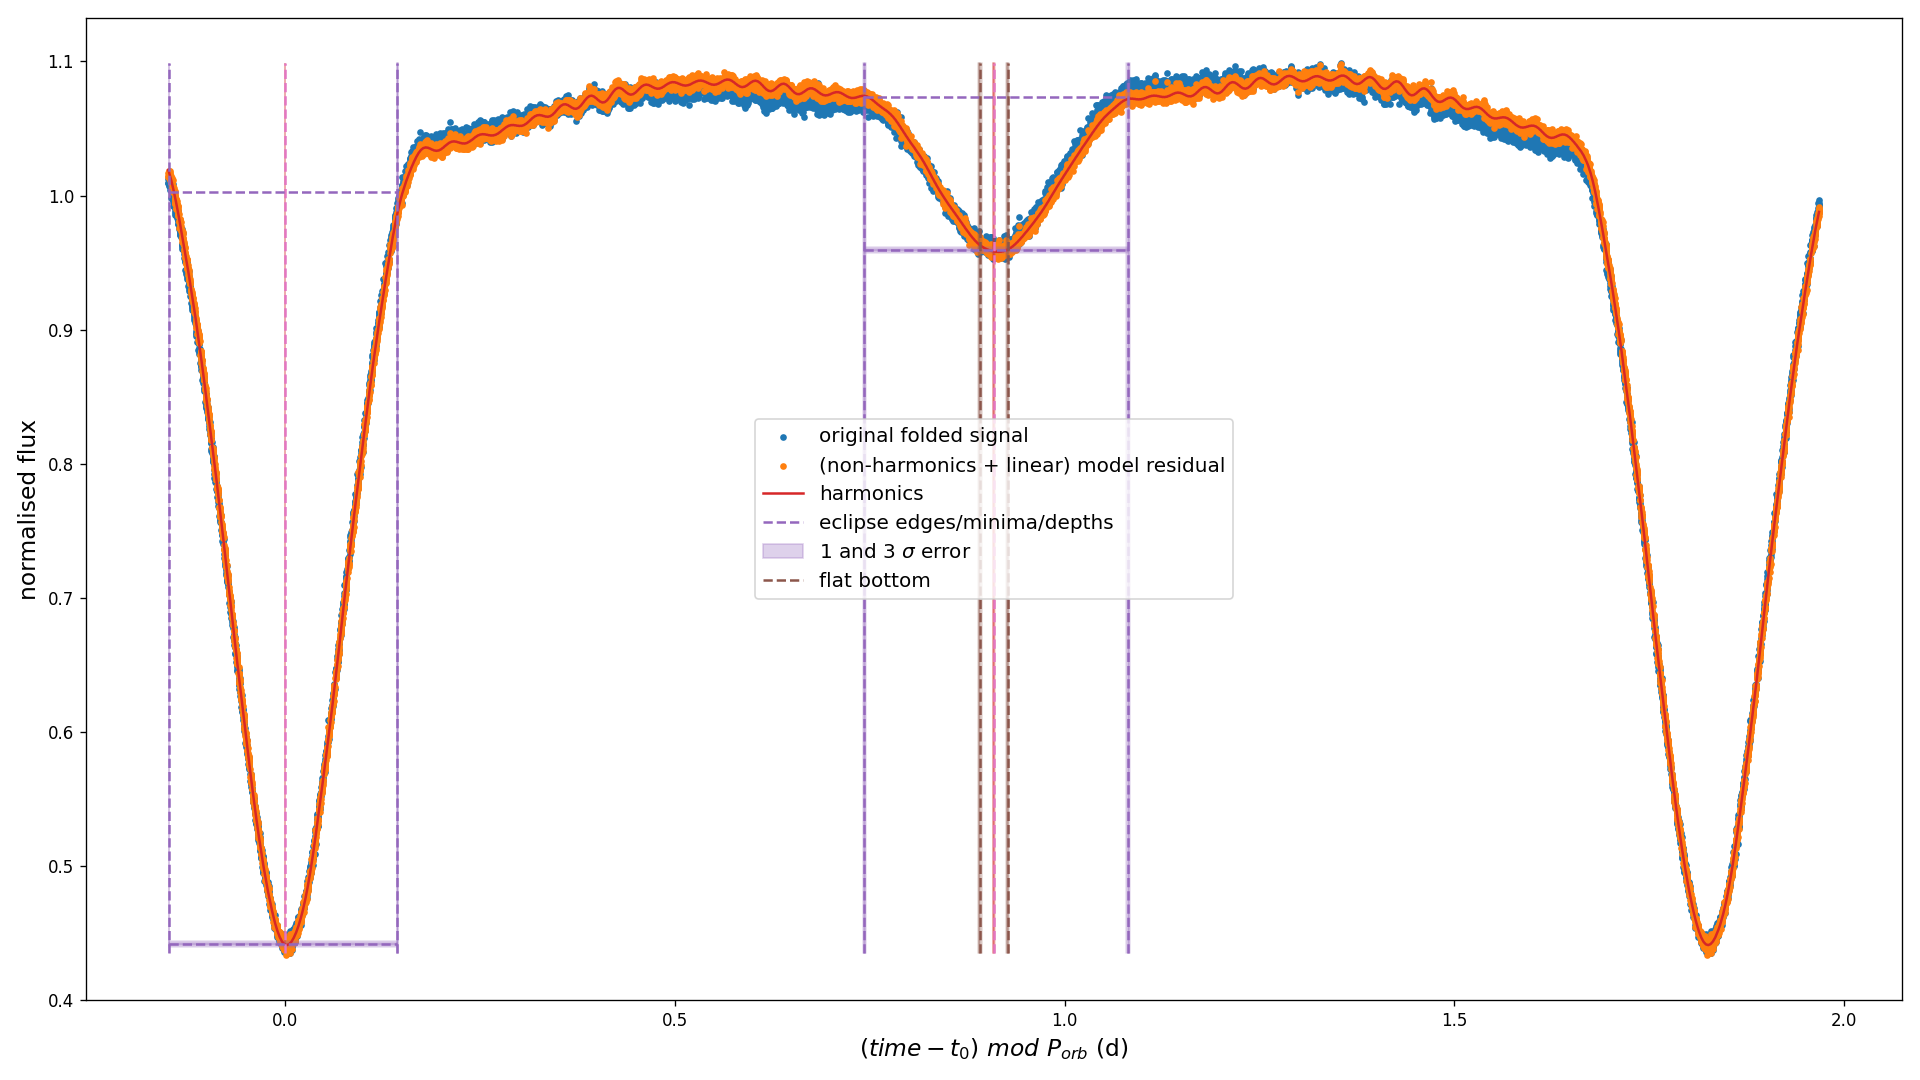 normalised flux
1.1
1.0
0.9
0.8
0.7
0.6
0.5
0.4
original folded signal
(non-harmonics + linear) model residual
harmonics
eclipse edges/minima/depths
1 and 3 σ error
flat bottom
0.0 0.5 1.0 1.5 2.0
(time − t₀) mod Pₒᵣb (d)